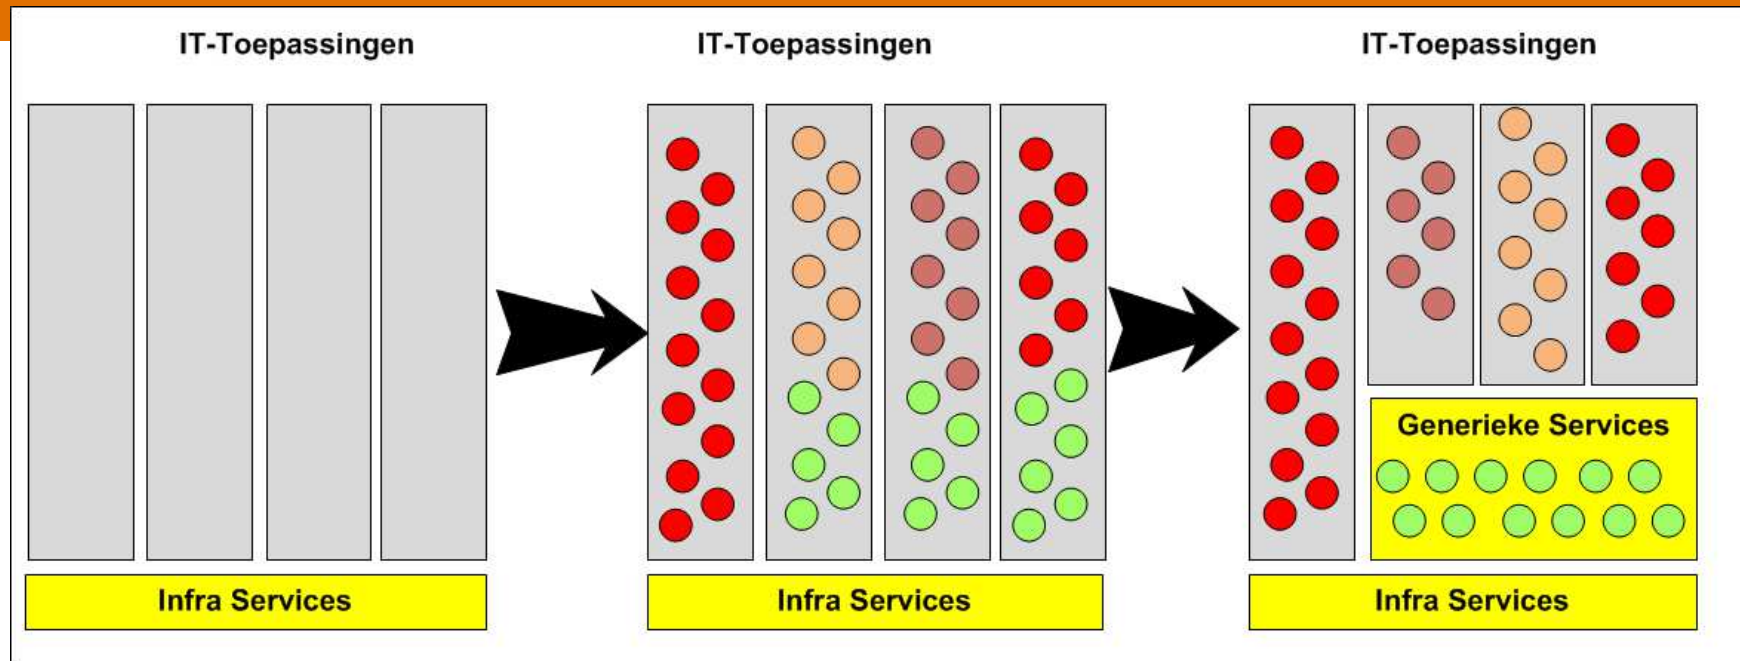 IT-Toepassingen
IT-Toepassingen
IT-Toepassingen
Generieke Services
Infra Services
Infra Services
Infra Services